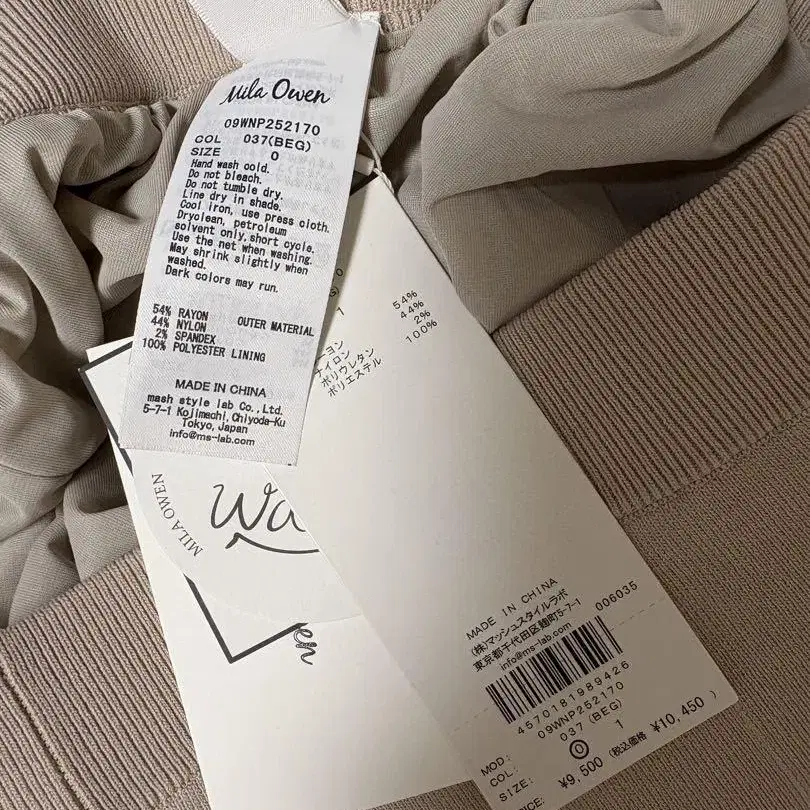 Mila Owen
09WNP252170
COL 037(BEG)
SIZE 0
Hand wash cold.
Do not bleach.
Do not tumble dry.
Line dry in shade.
Cool iron, use press cloth.
Dryclean, petroleum
solvent only,short cycle.
Use the net when washing.
May shrink slightly when
washed.
Dark colors may run.
54% RAYON
44% NYLON OUTER MATERIAL
2% SPANDEX
100% POLYESTER LINING
MADE IN CHINA
mash style lab Co.,Ltd.
5-7-1 Kojimachi,Chiyoda-Ku
Tokyo,Japan
info@ms-lab.com
ーヨン 54%
ナイロン 44%
ポリウレタン 2%
ポリエステル 100%
MILA OWEN
Wa
en
MADE IN CHINA
(株)マッシュスタイルラボ
東京都千代田区麹町5-7-1
info@ms-lab.com
006035
4570181989426
MOD: 09WNP252170
COL: 037 (BEG)
SIZE: 0 1
PRICE: ¥9,500 (税込価格 ¥10,450 )